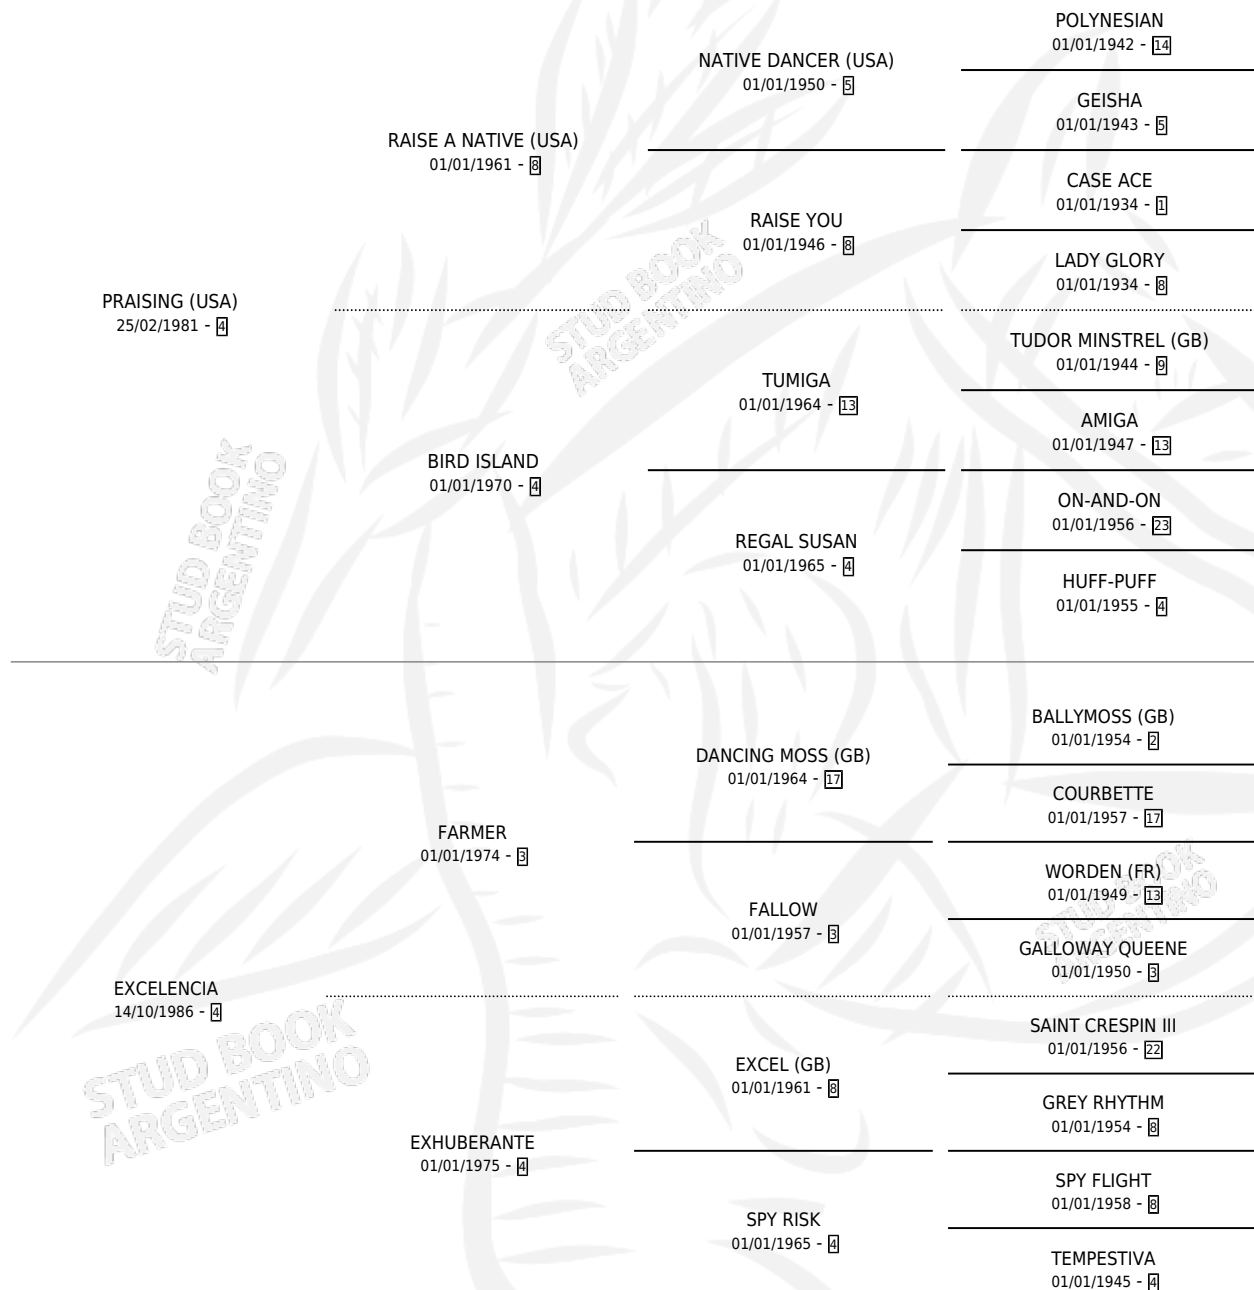 POLYNESIAN
01/01/1942 - 14
NATIVE DANCER (USA)
01/01/1950 - 5
GEISHA
01/01/1943 - 5
RAISE A NATIVE (USA)
01/01/1961 - 8
CASE ACE
01/01/1934 - 1
RAISE YOU
01/01/1946 - 8
LADY GLORY
01/01/1934 - 8
PRAISING (USA)
25/02/1981 - 4
TUDOR MINSTREL (GB)
01/01/1944 - 9
TUMIGA
01/01/1964 - 13
AMIGA
01/01/1947 - 13
BIRD ISLAND
01/01/1970 - 4
ON-AND-ON
01/01/1956 - 23
REGAL SUSAN
01/01/1965 - 4
HUFF-PUFF
01/01/1955 - 4
BALLYMOSS (GB)
01/01/1954 - 2
DANCING MOSS (GB)
01/01/1964 - 17
COURBETTE
01/01/1957 - 17
FARMER
01/01/1974 - 3
WORDEN (FR)
01/01/1949 - 13
FALLOW
01/01/1957 - 3
GALLOWAY QUEENE
01/01/1950 - 3
EXCELENCIA
14/10/1986 - 4
SAINT CRESPIN III
01/01/1956 - 22
EXCEL (GB)
01/01/1961 - 8
GREY RHYTHM
01/01/1954 - 8
EXHUBERANTE
01/01/1975 - 4
SPY FLIGHT
01/01/1958 - 8
SPY RISK
01/01/1965 - 4
TEMPESTIVA
01/01/1945 - 4
STUD BOOK
ARGENTINO
STUD BOOK
ARGENTINO
STUD BOOK
ARGENTINO
STUD BOOK
ARGENTINO